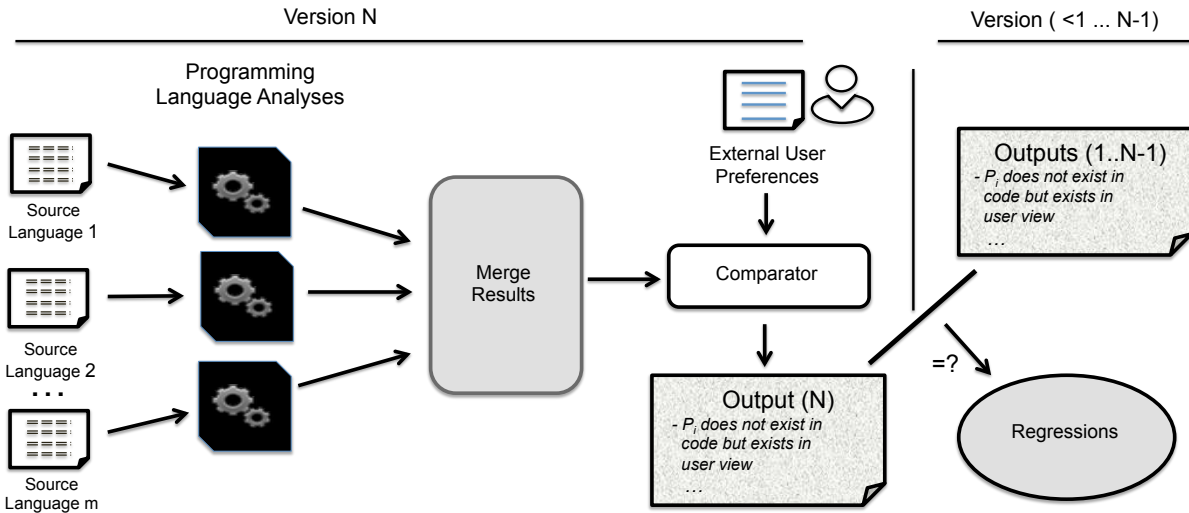 Version N
Version ( <1 ... N-1)
Programming
Language Analyses
Source
Language 1
Source
Language 2
...
Source
Language m
Merge
Results
External User
Preferences
Comparator
Output (N)
- Pi does not exist in
code but exists in
user view
...
Outputs (1..N-1)
- Pi does not exist in
code but exists in
user view
...
=?
Regressions